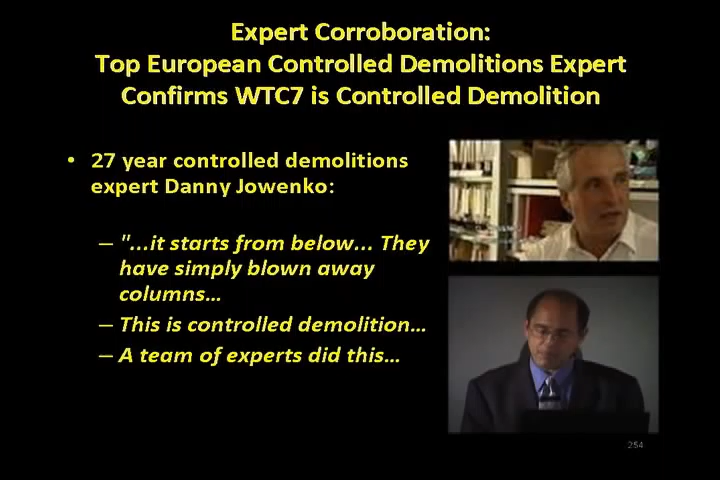 Expert Corroboration:
Top European Controlled Demolitions Expert
Confirms WTC7 is Controlled Demolition
• 27 year controlled demolitions
expert Danny Jowenko:
– "...it starts from below... They
have simply blown away
columns...
– This is controlled demolition...
– A team of experts did this...
254